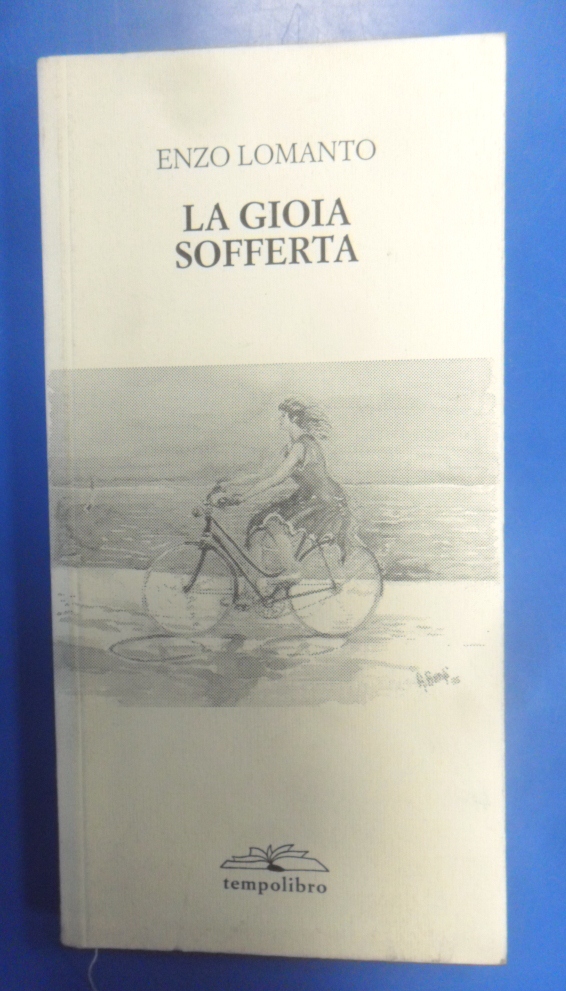 ENZO LOMANTO
LA GIOIA
SOFFERTA
tempolibro